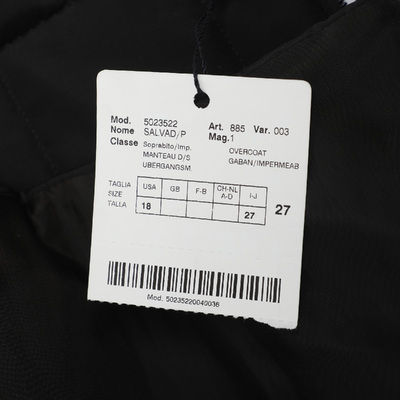 Mod. 5023522 Art. 885 Var. 003
Nome SALVAD/P Mag.1
Classe Soprabito/Imp. OVERCOAT
MANTEAU D/S GABAN/IMPERMEAB
UBERGANGSM.
TAGLIA USA GB F-B CH-NL I-J
SIZE A-D
TALLA 18 27 27
Mod. 50235220040036